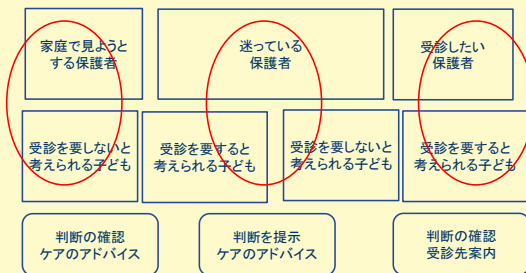 家庭で見ようと
する保護者
迷っている
保護者
受診したい
保護者
受診を要しないと
考えられる子ども
受診を要すると
考えられる子ども
受診を要しないと
考えられる子ども
受診を要すると
考えられる子ども
判断の確認
ケアのアドバイス
判断を提示
ケアのアドバイス
判断の確認
受診先案内